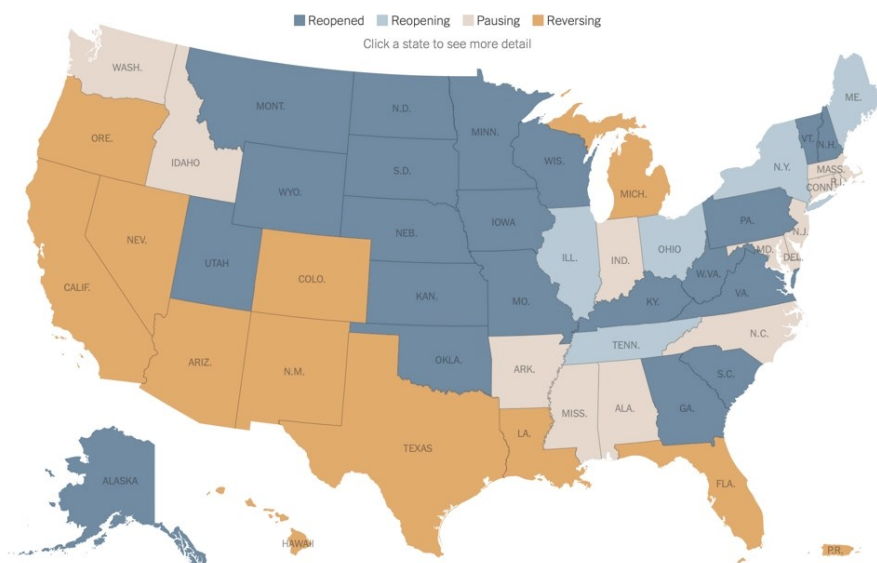 Reopened Reopening Pausing Reversing
Click a state to see more detail
WASH.
ME.
MONT.
N.D.
MINN.
ORE.
VT.
N.H.
IDAHO
S.D.
WIS.
N.Y.
MASS.
WYO.
MICH.
CONN.
R.I.
IOWA
PA.
NEB.
N.J.
NEV.
OHIO
MD.
UTAH
ILL.
IND.
DEL.
COLO.
W.VA.
CALIF.
KAN.
MO.
KY.
VA.
N.C.
TENN.
OKLA.
ARIZ.
N.M.
ARK.
S.C.
MISS.
ALA.
GA.
TEXAS
LA.
ALASKA
FLA.
HAWAII
P.R.